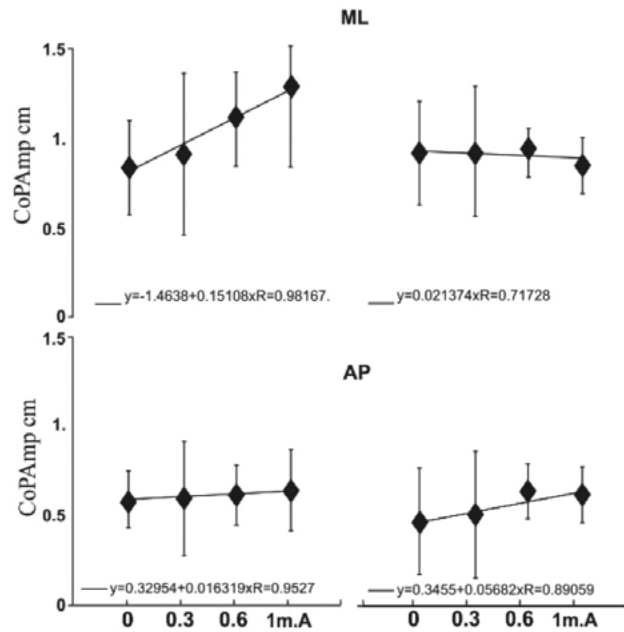 ML
1.5
CoPAmp cm
1.
0.5
y=-1.4638+0.15108xR=0.98167.
y=0.021374xR=0.71728
0
1.5
AP
CoPAmp cm
1.
0.5
y=0.32954+0.016319xR=0.9527
y=0.3455+0.05682xR=0.89059
0
0 0.3 0.6 1m.A
0 0.3 0.6 1m.A